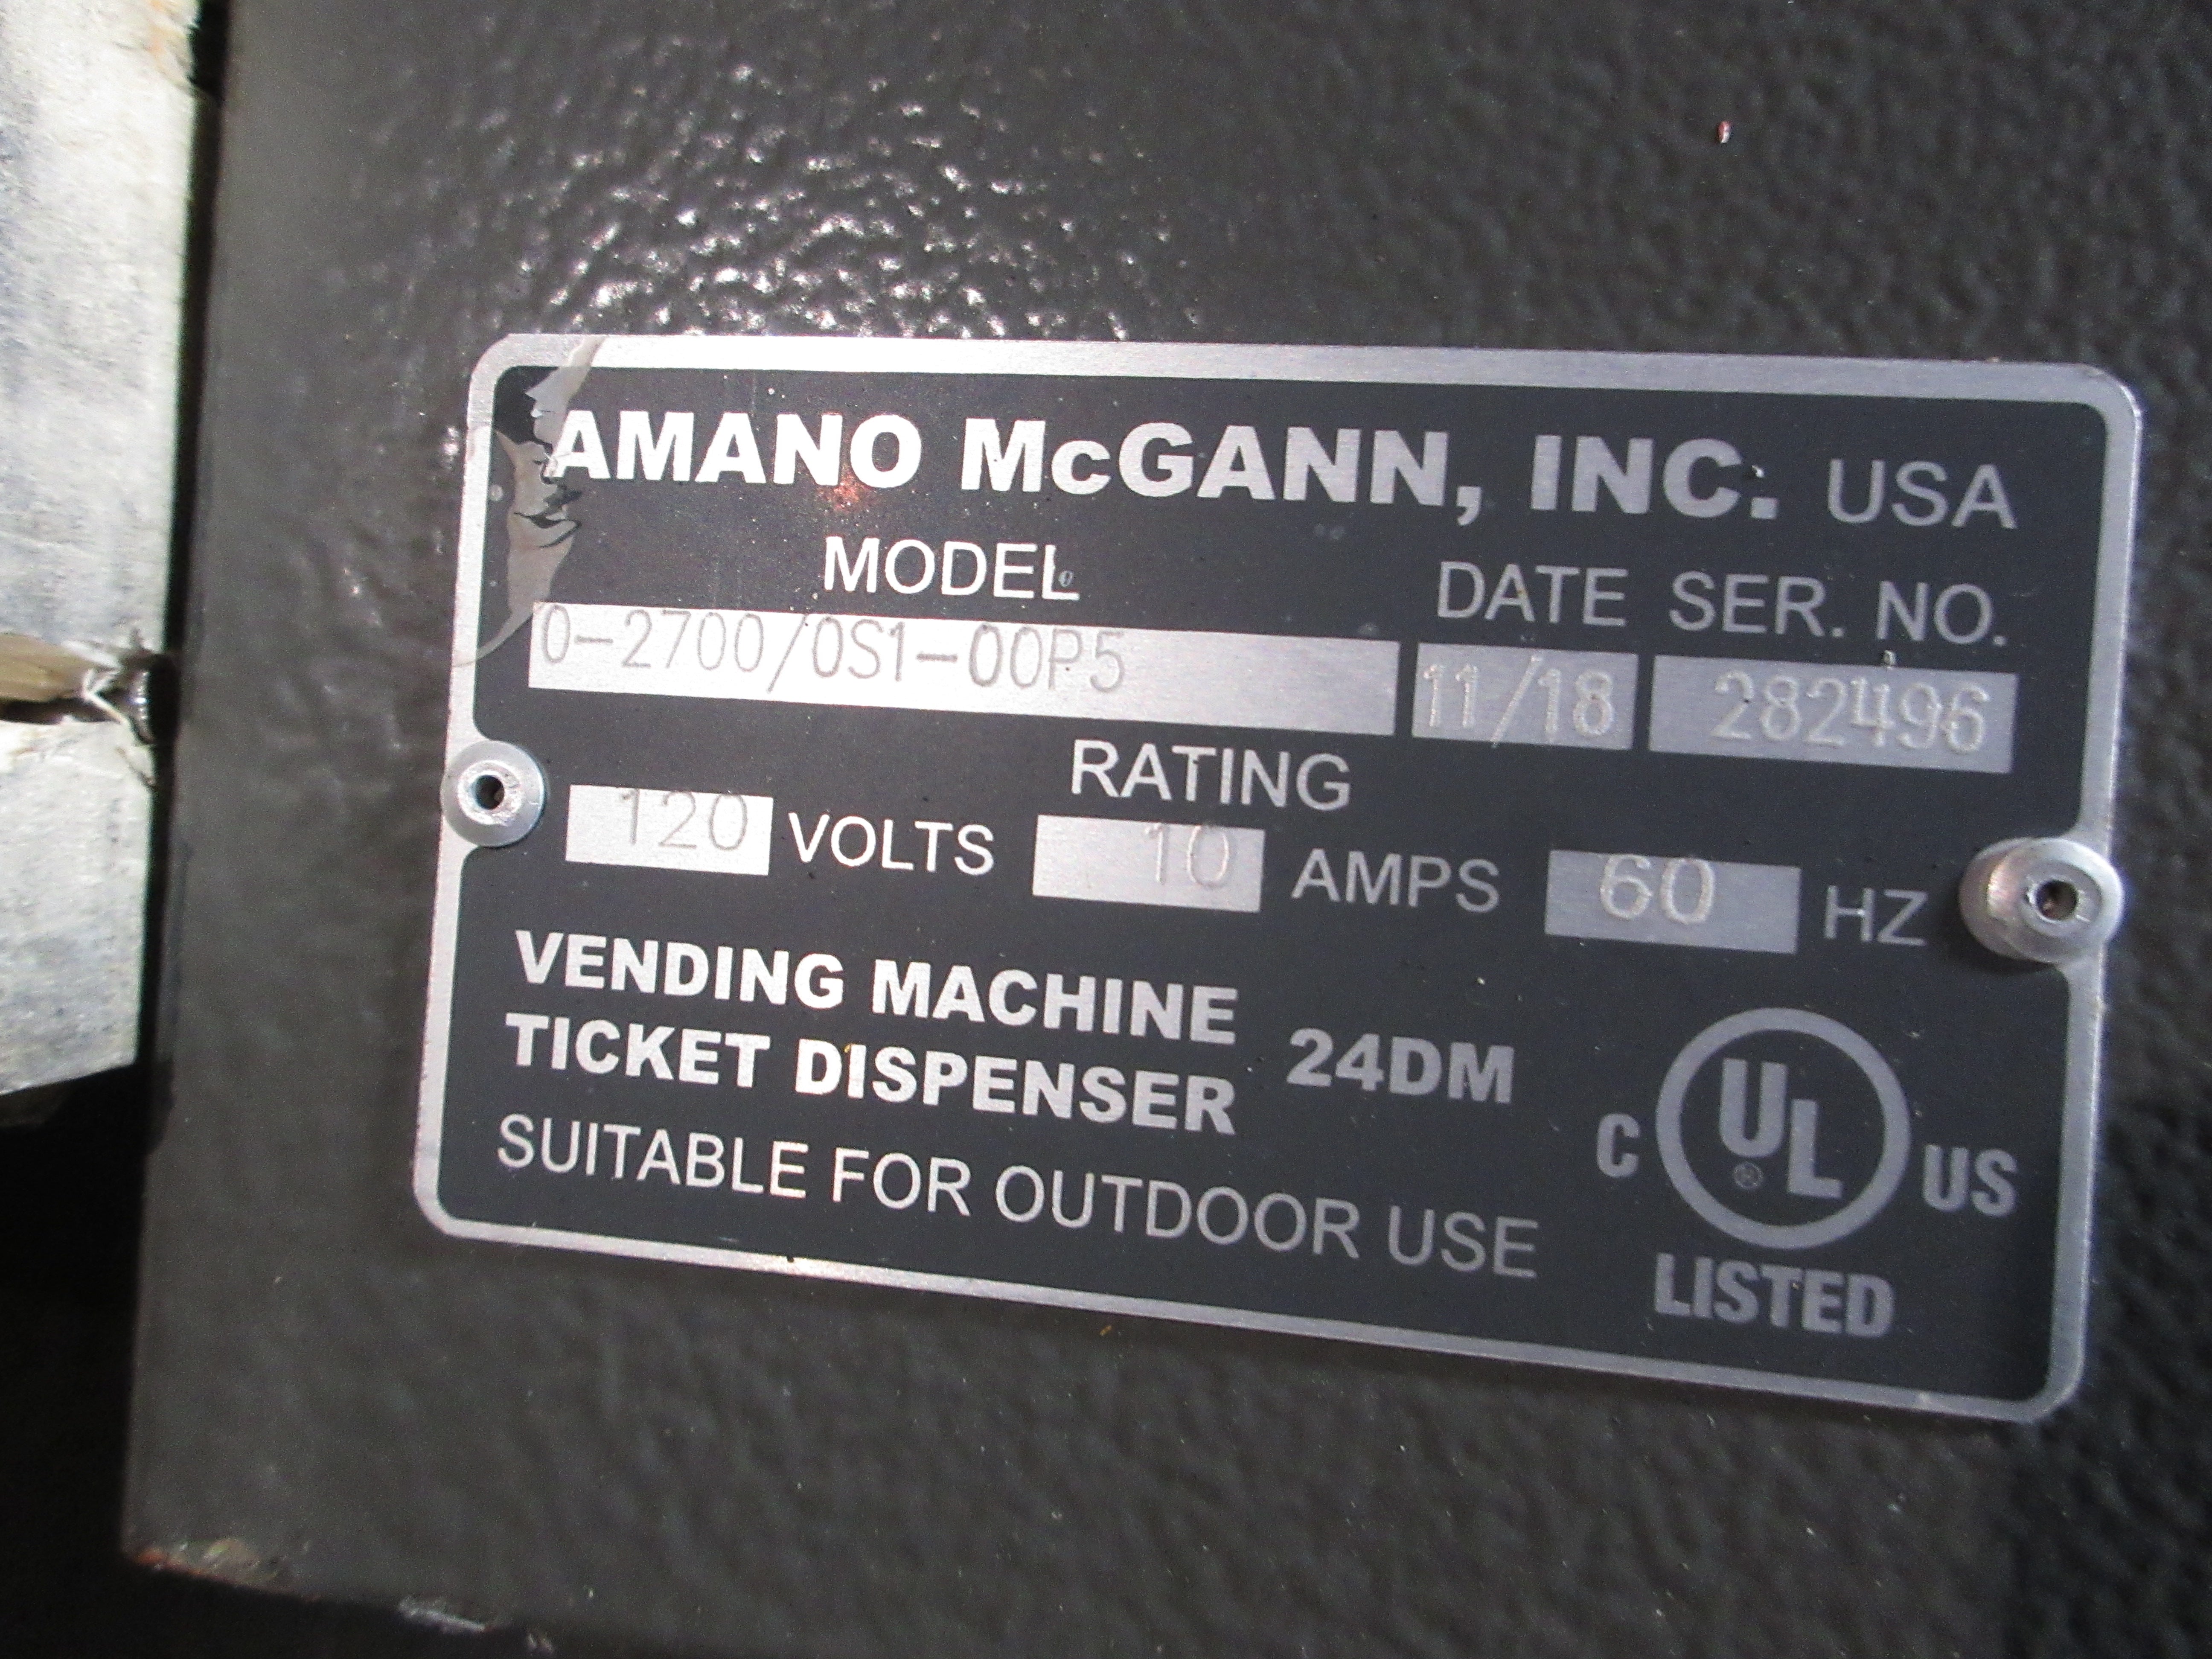 AMANO McGANN, INC. USA
MODEL DATE SER. NO.
0-2700/0S1-00P5 11/18 282496
RATING
120 VOLTS 10 AMPS 60 HZ
VENDING MACHINE
TICKET DISPENSER 24DM
SUITABLE FOR OUTDOOR USE
C UL ® US
LISTED